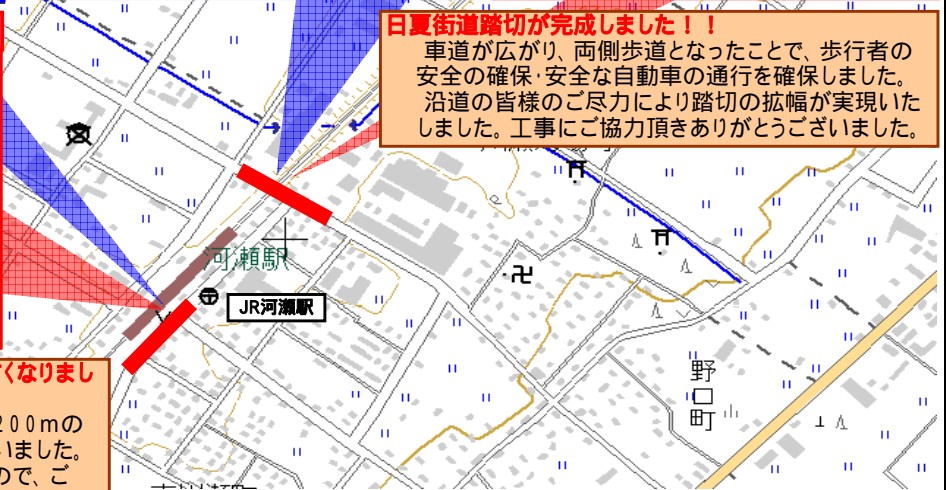 日夏街道踏切が完成しました！！
車道が広がり、両側歩道となったことで、歩行者の
安全の確保・安全な自動車の通行を確保しました。
沿道の皆様のご尽力により踏切の拡幅が実現いた
しました。工事にご協力頂きありがとうございました。
河瀬駅
JR河瀬駅
野口町
くなりまし
200mの
いました。
ので、ご